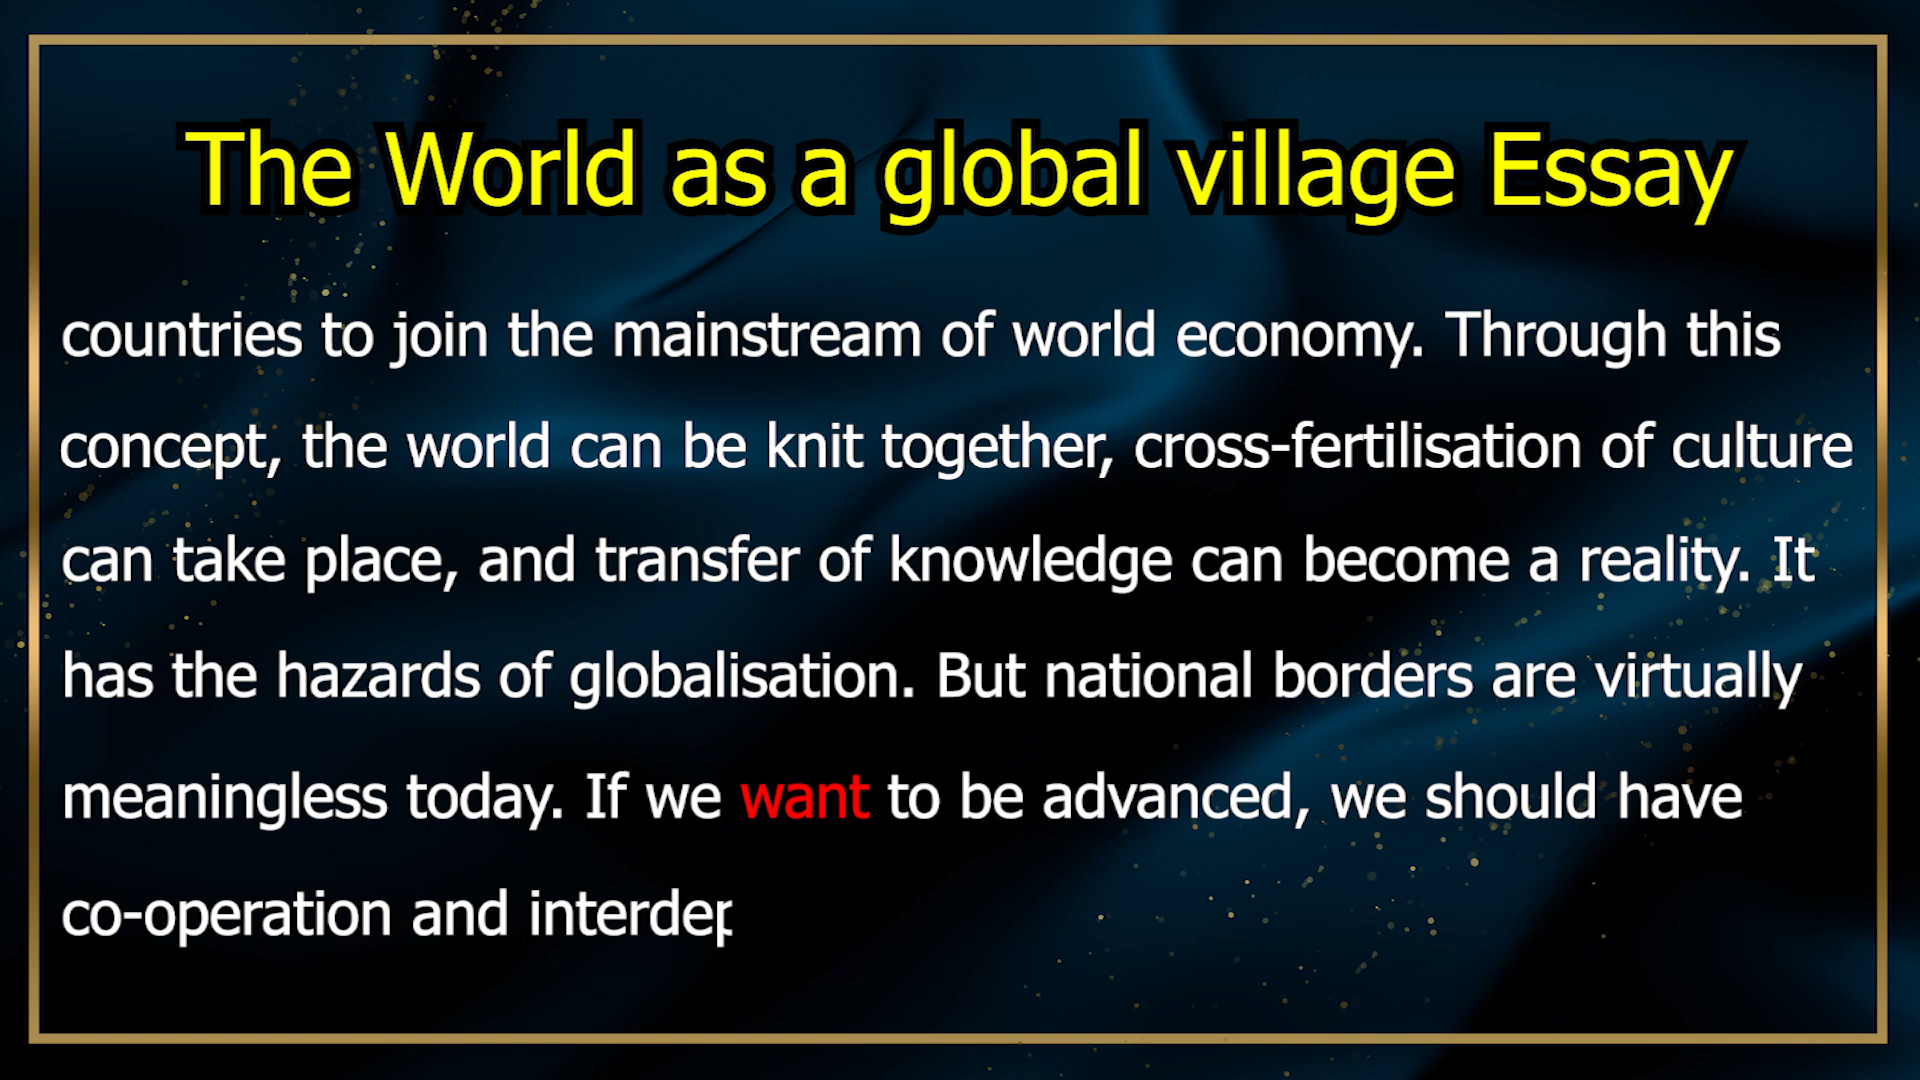 The World as a global village Essay
countries to join the mainstream of world economy. Through this
concept, the world can be knit together, cross-fertilisation of culture
can take place, and transfer of knowledge can become a reality. It
has the hazards of globalisation. But national borders are virtually
meaningless today. If we want to be advanced, we should have
co-operation and interdep